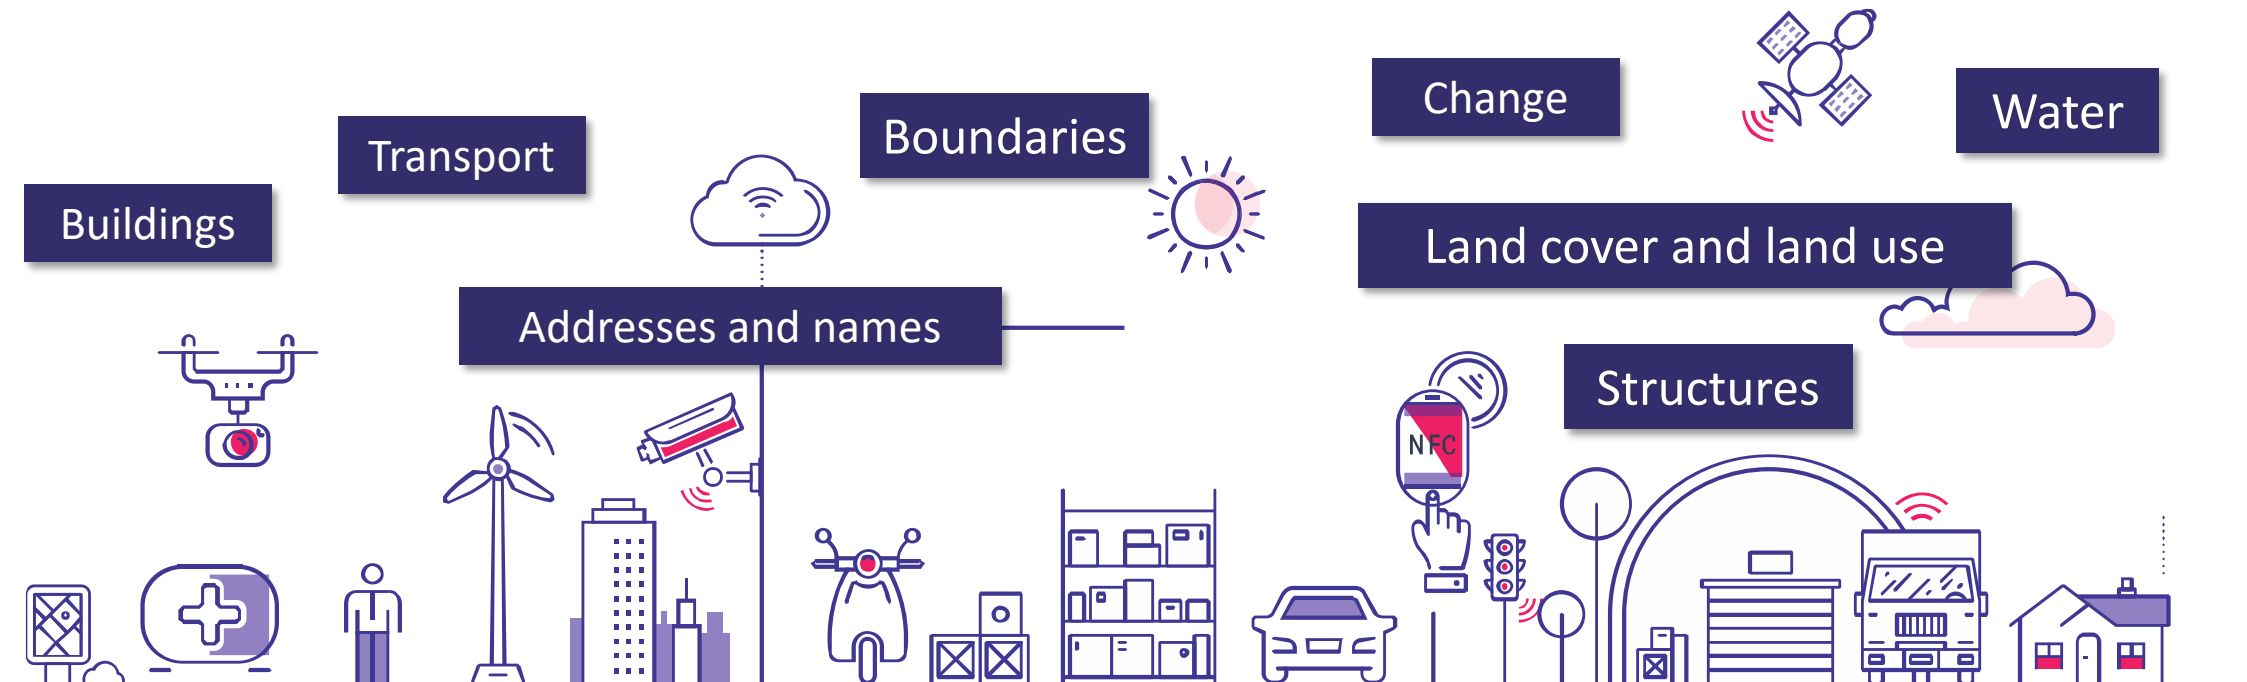 Change
Water
Boundaries
Transport
Buildings
Land cover and land use
Addresses and names
Structures
NFC